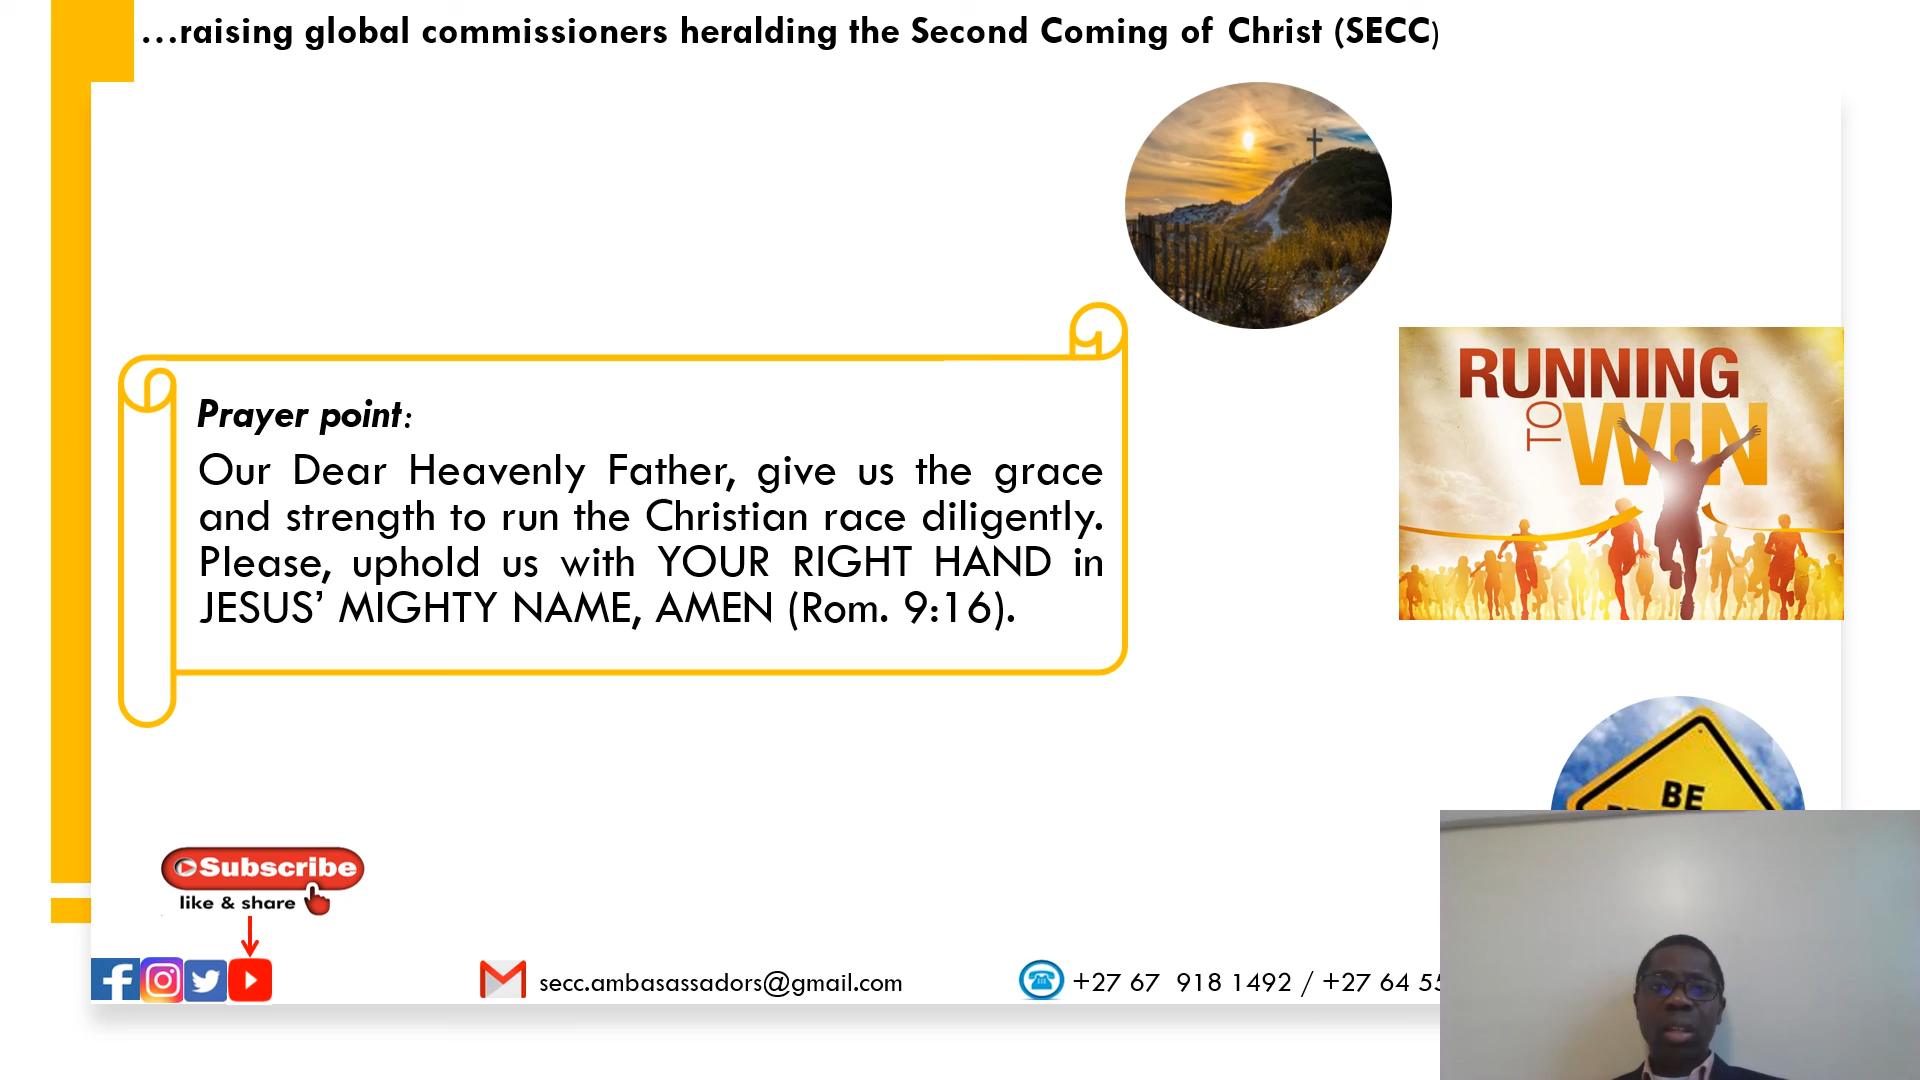 ...raising global commissioners heralding the Second Coming of Christ (SECC)
RUNNING
TO
WIN
Prayer point:
Our Dear Heavenly Father, give us the grace
and strength to run the Christian race diligently.
Please, uphold us with YOUR RIGHT HAND in
JESUS’ MIGHTY NAME, AMEN (Rom. 9:16).
BE
Subscribe
like & share
secc.ambasassadors@gmail.com
+27 67 918 1492 / +27 64 55